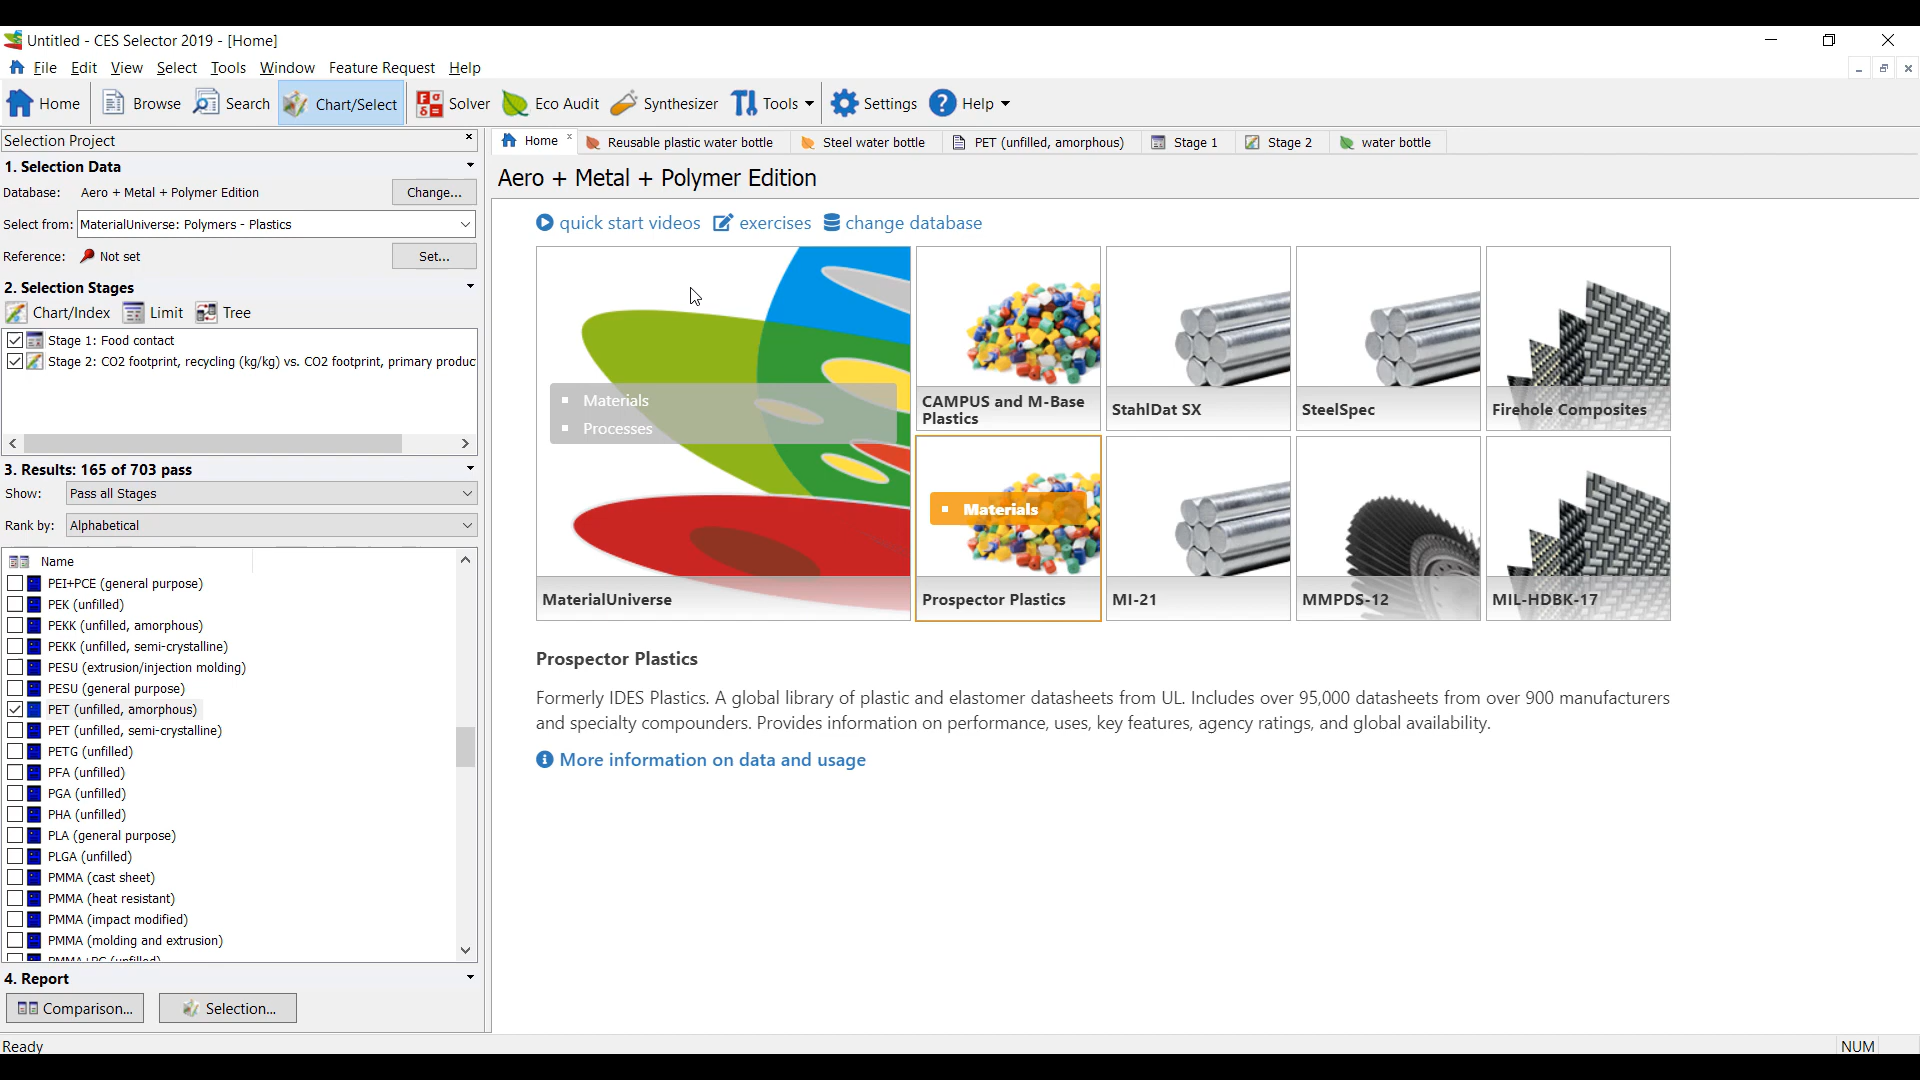 Untitled - CES Selector 2019 - [Home]
File Edit View Select Tools Window Feature Request Help
Home Browse Search Chart/Select Solver Eco Audit Synthesizer Tools Settings Help
Selection Project
1. Selection Data
Database: Aero + Metal + Polymer Edition Change...
Select from: MaterialUniverse: Polymers - Plastics
Reference: Not set Set...
2. Selection Stages
Chart/Index Limit Tree
Stage 1: Food contact
Stage 2: CO2 footprint, recycling (kg/kg) vs. CO2 footprint, primary produc
3. Results: 165 of 703 pass
Show: Pass all Stages
Rank by: Alphabetical
Name
PEI+PCE (general purpose)
PEK (unfilled)
PEKK (unfilled, amorphous)
PEKK (unfilled, semi-crystalline)
PESU (extrusion/injection molding)
PESU (general purpose)
PET (unfilled, amorphous)
PET (unfilled, semi-crystalline)
PETG (unfilled)
PFA (unfilled)
PGA (unfilled)
PHA (unfilled)
PLA (general purpose)
PLGA (unfilled)
PMMA (cast sheet)
PMMA (heat resistant)
PMMA (impact modified)
PMMA (molding and extrusion)
PMMA+PC (unfilled)
4. Report
Comparison... Selection...
Ready
Home Reusable plastic water bottle Steel water bottle PET (unfilled, amorphous) Stage 1 Stage 2 water bottle
Aero + Metal + Polymer Edition
quick start videos exercises change database
Materials
Processes
MaterialUniverse
CAMPUS and M-Base
Plastics
StahlDat SX
SteelSpec
Firehole Composites
Materials
Prospector Plastics
MI-21
MMPDS-12
MIL-HDBK-17
Prospector Plastics
Formerly IDES Plastics. A global library of plastic and elastomer datasheets from UL. Includes over 95,000 datasheets from over 900 manufacturers
and specialty compounders. Provides information on performance, uses, key features, agency ratings, and global availability.
More information on data and usage
NUM